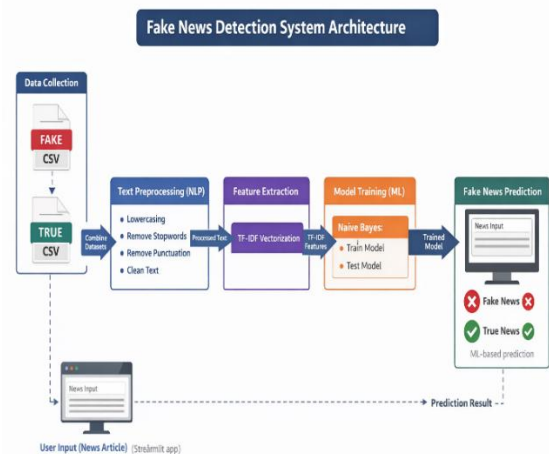 Fake News Detection System Architecture
Data Collection
FAKE
CSV
TRUE
CSV
Combine
Datasets
Text Preprocessing (NLP)
• Lowercasing
• Remove Stopwords
• Remove Punctuation
• Clean Text
Processed Text
Feature Extraction
TF-IDF Vectorization
TF-IDF
Features
Model Training (ML)
Naive Bayes:
• Train Model
• Test Model
Trained
Model
Fake News Prediction
News Input
Fake News
True News
ML-based prediction
News Input
User Input (News Article) (Streamlit app)
Prediction Result